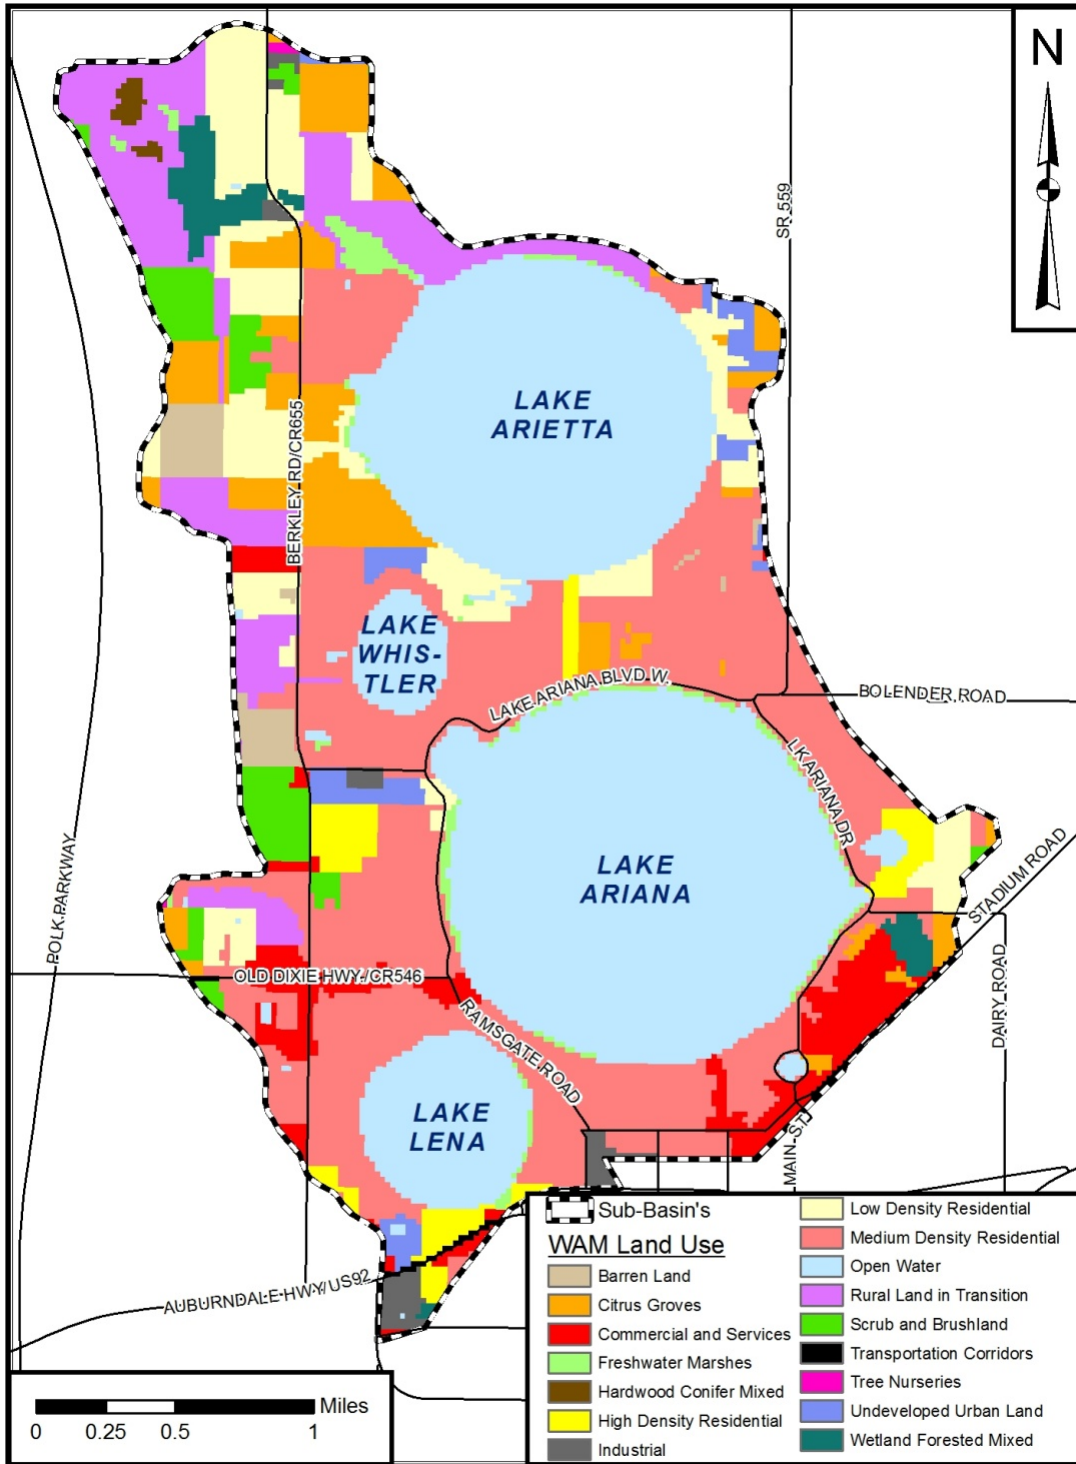 N
SR 559
LAKE
ARIETTA
BERKLEY RD/CR655
LAKE
WHIS-
TLER
LAKE ARIANA BLVD W.
BOLENDER ROAD
LK ARIANA DR
POLK PARKWAY
LAKE
ARIANA
STADIUM ROAD
OLD DIXIE HWY./CR546
RAMSGATE ROAD
DAIRY ROAD
LAKE
LENA
MAIN ST
AUBURNDALE HWY/US92
Sub-Basin's
WAM Land Use
Barren Land
Citrus Groves
Commercial and Services
Freshwater Marshes
Hardwood Conifer Mixed
High Density Residential
Industrial
Low Density Residential
Medium Density Residential
Open Water
Rural Land in Transition
Scrub and Brushland
Transportation Corridors
Tree Nurseries
Undeveloped Urban Land
Wetland Forested Mixed
Miles
0 0.25 0.5 1